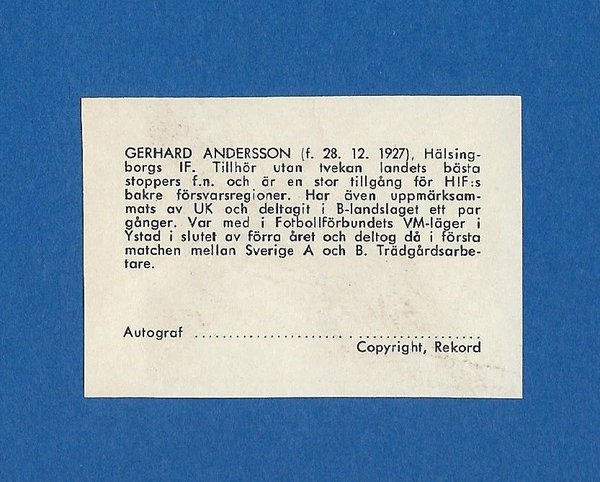 GERHARD ANDERSSON (f. 28. 12. 1927), Hälsing-
borgs IF. Tillhör utan tvekan landets bästa
stoppers f.n. och är en stor tillgång för HIF:s
bakre försvarsregioner. Har även uppmärksam-
mats av UK och deltagit i B-landslaget ett par
gånger. Var med i Fotbollförbundets VM-läger i
Ystad i slutet av förra året och deltog då i första
matchen mellan Sverige A och B. Trädgårdsarbe-
tare.
Autograf ................................................
Copyright, Rekord